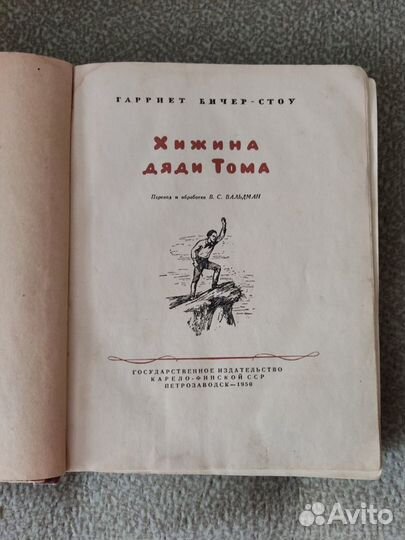 ГАРРИЕТ БИЧЕР-СТОУ
Хижина
дяди Тома
Перевод и обработка В. С. ВАЛЬДМАН
ГОСУДАРСТВЕННОЕ ИЗДАТЕЛЬСТВО
КАРЕЛО-ФИНСКОЙ ССР
ПЕТРОЗАВОДСК—1950
Avito